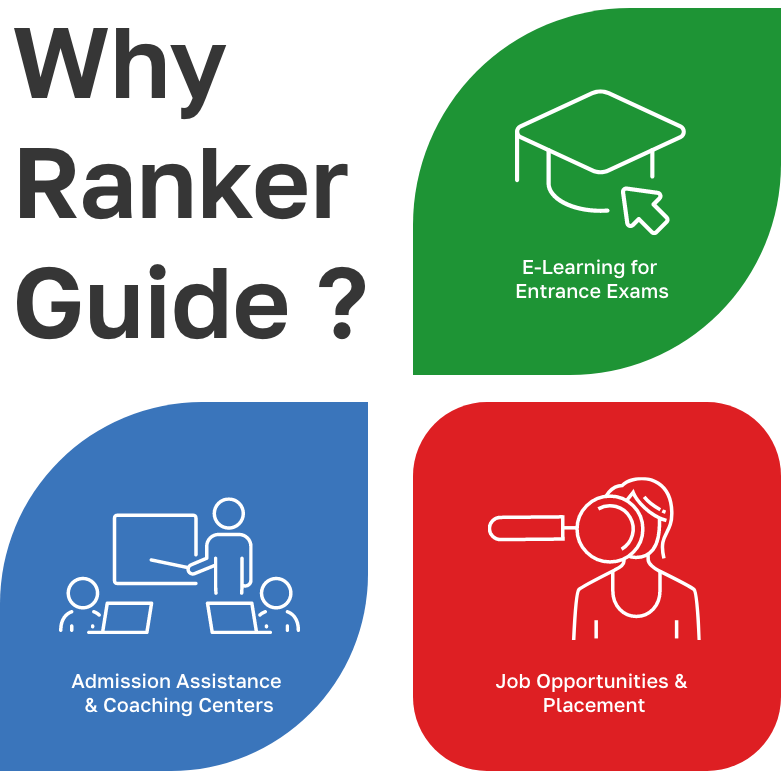 Why
Ranker
Guide ?
E-Learning for
Entrance Exams
Admission Assistance
& Coaching Centers
Job Opportunities &
Placement